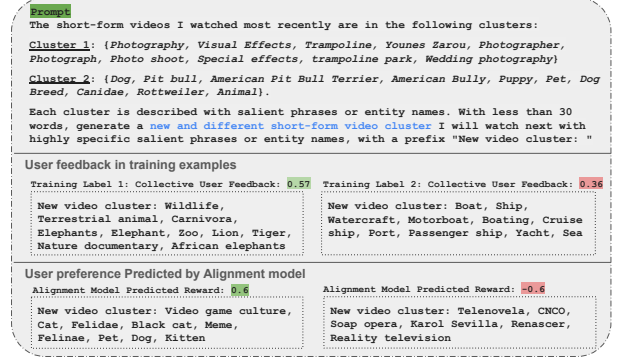 Prompt
The short-form videos I watched most recently are in the following clusters:
Cluster 1: {Photography, Visual Effects, Trampoline, Younes Zarou, Photographer,
Photograph, Photo shoot, Special effects, trampoline park, Wedding photography}
Cluster 2: {Dog, Pit bull, American Pit Bull Terrier, American Bully, Puppy, Pet, Dog
Breed, Canidae, Rottweiler, Animal}.
Each cluster is described with salient phrases or entity names. With less than 30
words, generate a new and different short-form video cluster I will watch next with
highly specific salient phrases or entity names, with a prefix "New video cluster: "
User feedback in training examples
Training Label 1: Collective User Feedback: 0.57
New video cluster: Wildlife,
Terrestrial animal, Carnivora,
Elephants, Elephant, Zoo, Lion, Tiger,
Nature documentary, African elephants
Training Label 2: Collective User Feedback: 0.36
New video cluster: Boat, Ship,
Watercraft, Motorboat, Boating, Cruise
ship, Port, Passenger ship, Yacht, Sea
User preference Predicted by Alignment model
Alignment Model Predicted Reward: 0.6
New video cluster: Video game culture,
Cat, Felidae, Black cat, Meme,
Felinae, Pet, Dog, Kitten
Alignment Model Predicted Reward: -0.6
New video cluster: Telenovela, CNCO,
Soap opera, Karol Sevilla, Renascer,
Reality television